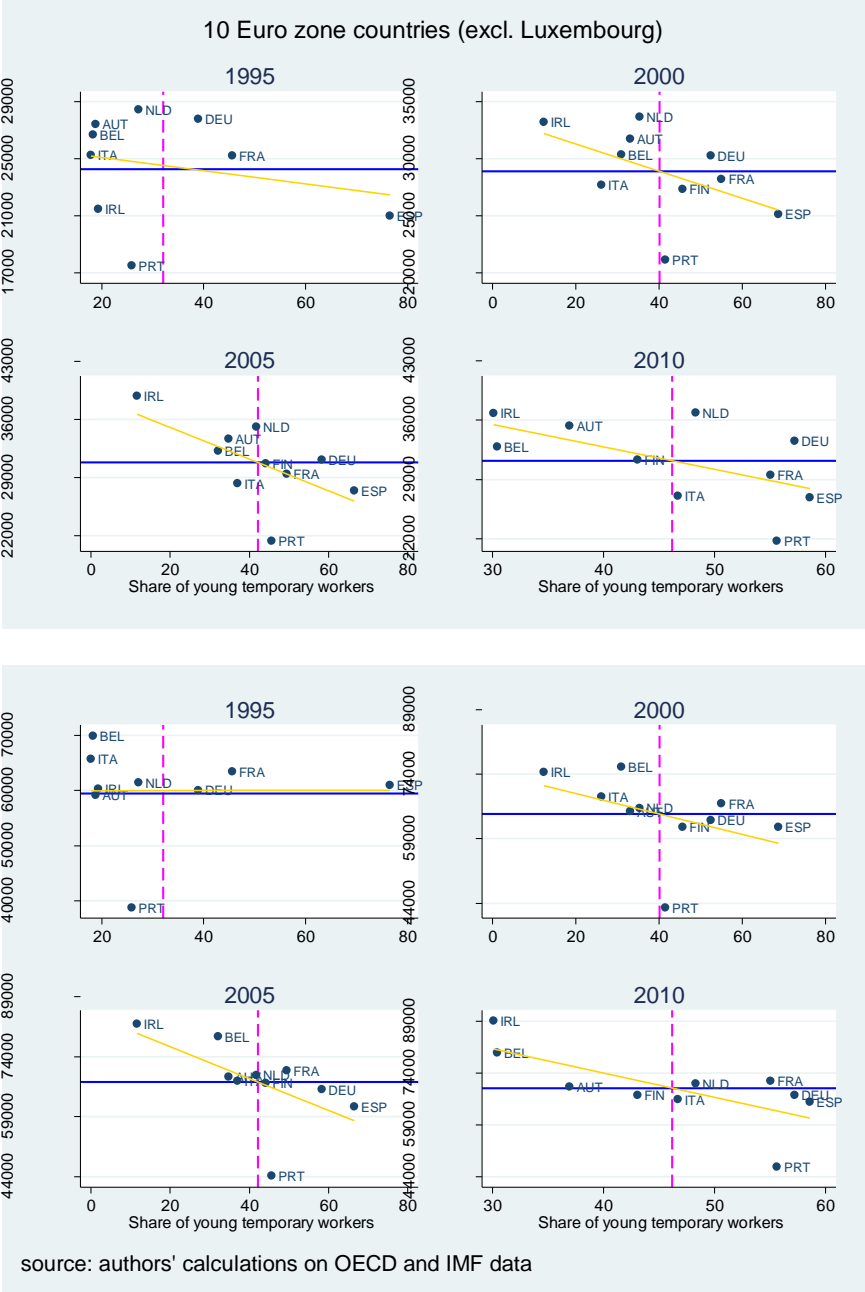 10 Euro zone countries (excl. Luxembourg)
1995
29000
25000
21000
17000
NLD
AUT
DEU
BEL
ITA
FRA
IRL
ESP
PRT
20 40 60 80
2000
35000
30000
25000
20000
IRL
NLD
AUT
BEL
DEU
ITA
FRA
FIN
ESP
PRT
0 20 40 60 80
2005
43000
36000
29000
22000
IRL
NLD
AUT
BEL
FIN
DEU
FRA
ITA
ESP
PRT
0 20 40 60 80
Share of young temporary workers
2010
43000
36000
29000
22000
IRL
NLD
AUT
DEU
BEL
FIN
FRA
ITA
ESP
PRT
30 40 50 60
Share of young temporary workers
1995
70000
60000
50000
40000
BEL
ITA
FRA
NLD
IRL
AUT
DEU
ESP
PRT
20 40 60 80
2000
89000
74000
59000
44000
IRL
BEL
ITA
NLD
AUT
FRA
DEU
FIN
ESP
PRT
0 20 40 60 80
2005
89000
74000
59000
44000
IRL
BEL
AUT
ITA
NLD
FIN
FRA
DEU
ESP
PRT
0 20 40 60 80
Share of young temporary workers
2010
89000
74000
59000
44000
IRL
BEL
AUT
NLD
FRA
FIN
ITA
DEU
ESP
PRT
30 40 50 60
Share of young temporary workers
source: authors' calculations on OECD and IMF data